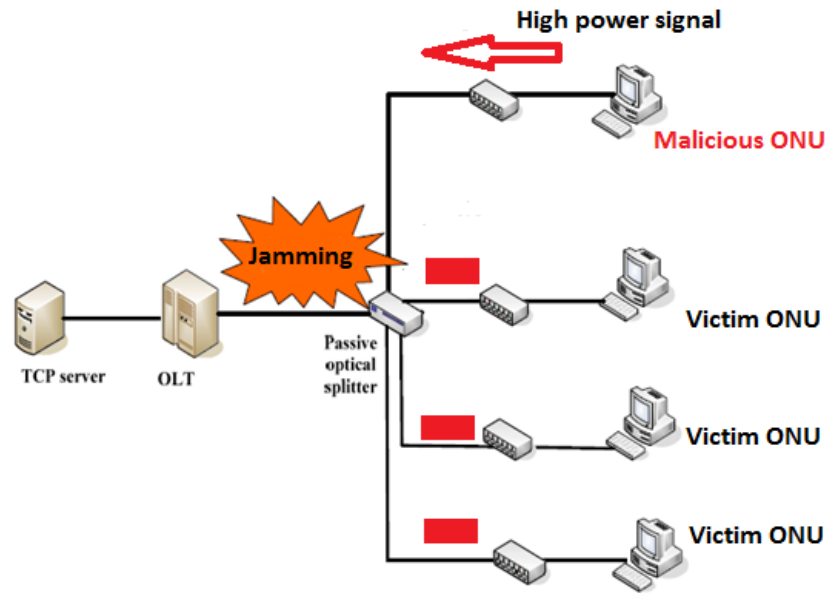 High power signal
Malicious ONU
Jamming
Victim ONU
Passive
optical
splitter
TCP server
OLT
Victim ONU
Victim ONU